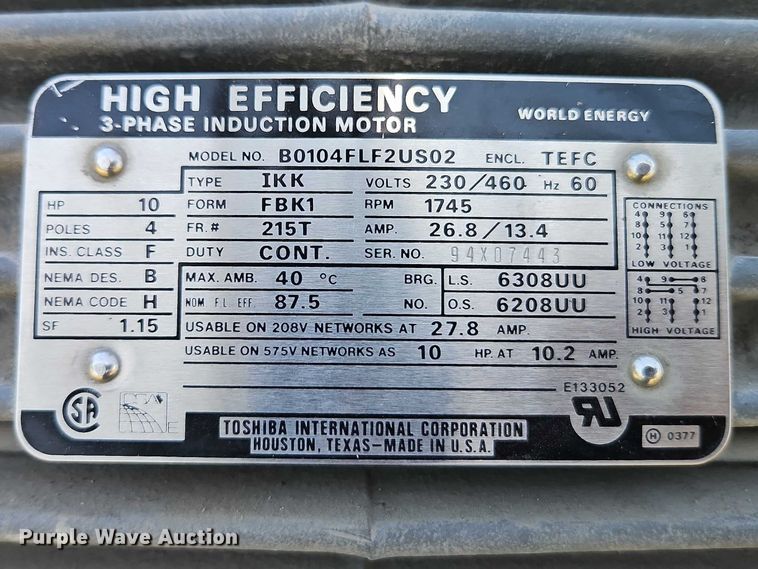 HIGH EFFICIENCY
3-PHASE INDUCTION MOTOR
WORLD ENERGY
MODEL NO. B0104FLF2US02 ENCL. TEFC
TYPE IKK VOLTS 230/460 Hz 60
HP 10 FORM FBK1 RPM 1745
POLES 4 FR.# 215T AMP. 26.8/13.4
INS. CLASS F DUTY CONT. SER. NO. 94X07443
NEMA DES. B MAX. AMB. 40 °C BRG. L.S. 6308UU
NEMA CODE H NOM. F.L. EFF. 87.5 NO. O.S. 6208UU
SF 1.15 USABLE ON 208V NETWORKS AT 27.8 AMP.
USABLE ON 575V NETWORKS AS 10 HP. AT 10.2 AMP.
CONNECTIONS
4 9 6
8 5 7
10 11 12
2 3 1
LOW VOLTAGE
4 9 6
8 5 7
10 11 12
2 3 1
HIGH VOLTAGE
E133052
SA
E
TOSHIBA INTERNATIONAL CORPORATION
HOUSTON, TEXAS-MADE IN U.S.A.
H 0377
Purple Wave Auction